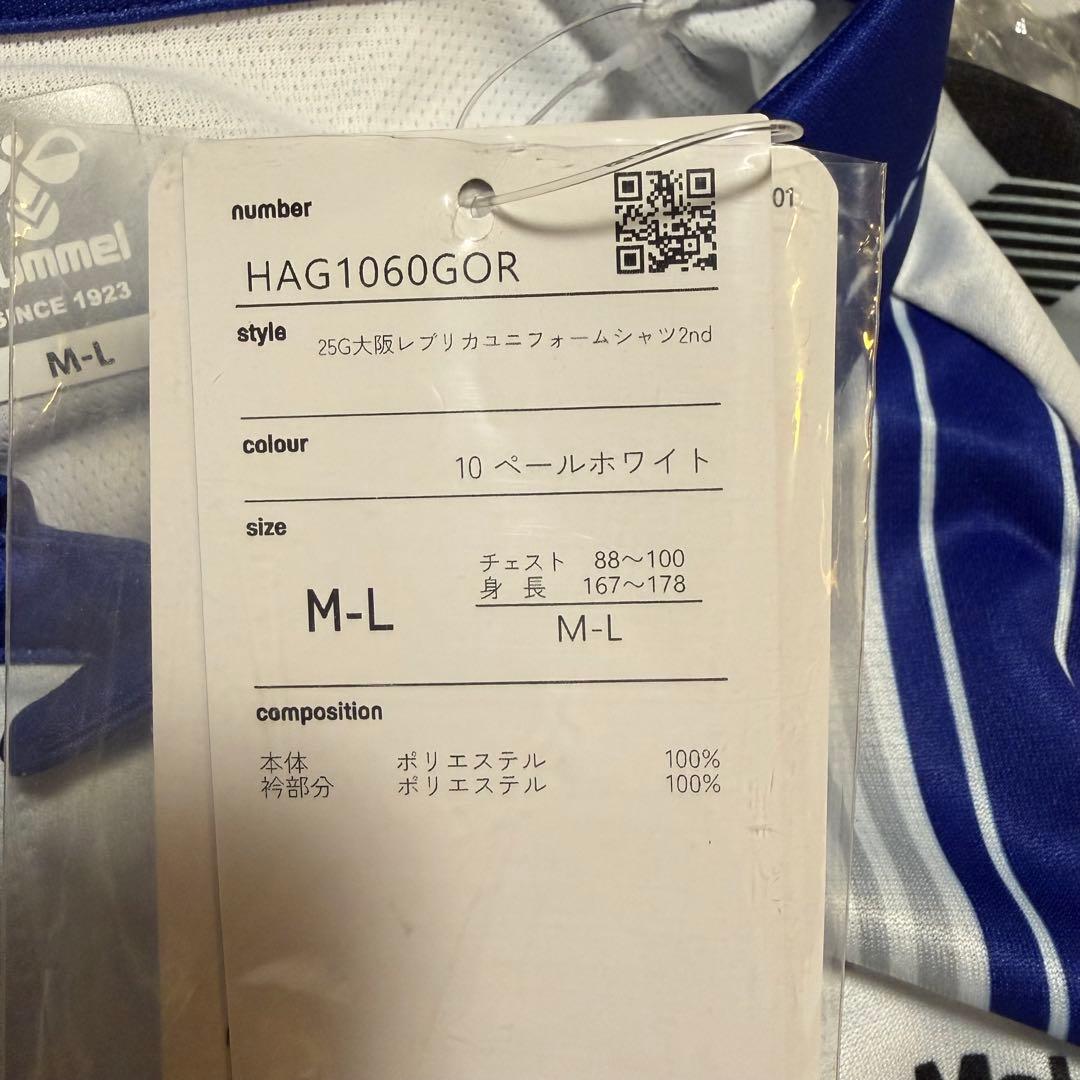 hummel
SINCE 1923
M-L
01
number
HAG1060GOR
style
25G大阪レプリカユニフォームシャツ2nd
colour
10 ペールホワイト
size
チェスト 88～100
身 長 167～178
M-L
M-L
composition
本体 ポリエステル 100%
衿部分 ポリエステル 100%